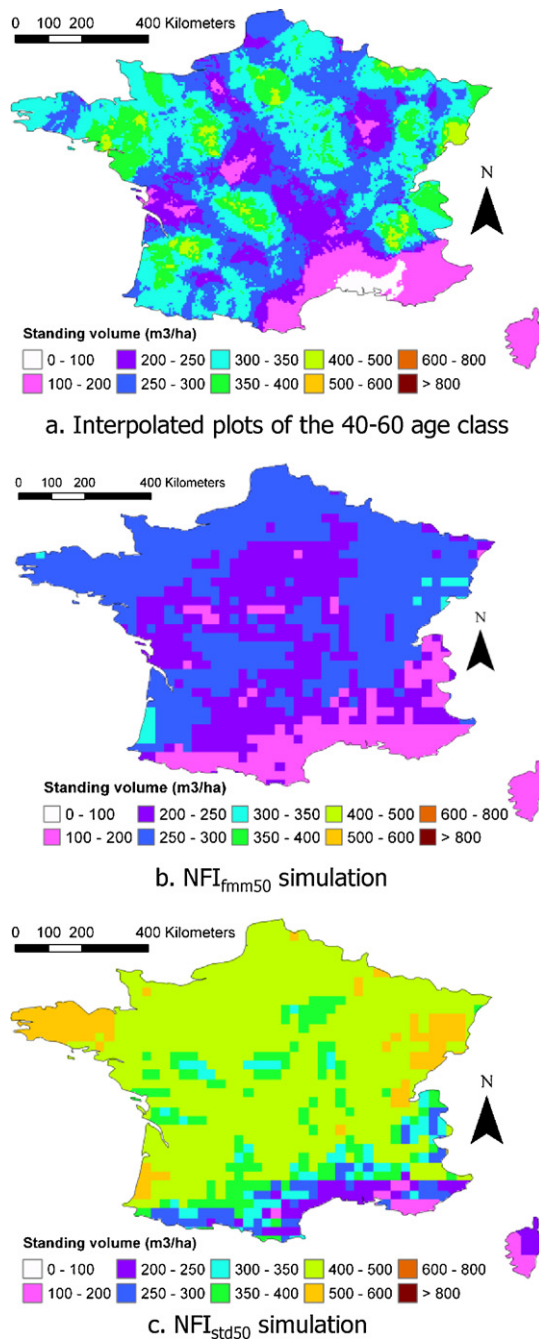 0 100 200 400 Kilometers
N
Standing volume (m3/ha)
0 - 100 200 - 250 300 - 350 400 - 500 600 - 800
100 - 200 250 - 300 350 - 400 500 - 600 > 800
a. Interpolated plots of the 40-60 age class
0 100 200 400 Kilometers
N
Standing volume (m3/ha)
0 - 100 200 - 250 300 - 350 400 - 500 600 - 800
100 - 200 250 - 300 350 - 400 500 - 600 > 800
b. NFIfmm50 simulation
0 100 200 400 Kilometers
N
Standing volume (m3/ha)
0 - 100 200 - 250 300 - 350 400 - 500 600 - 800
100 - 200 250 - 300 350 - 400 500 - 600 > 800
c. NFIstd50 simulation